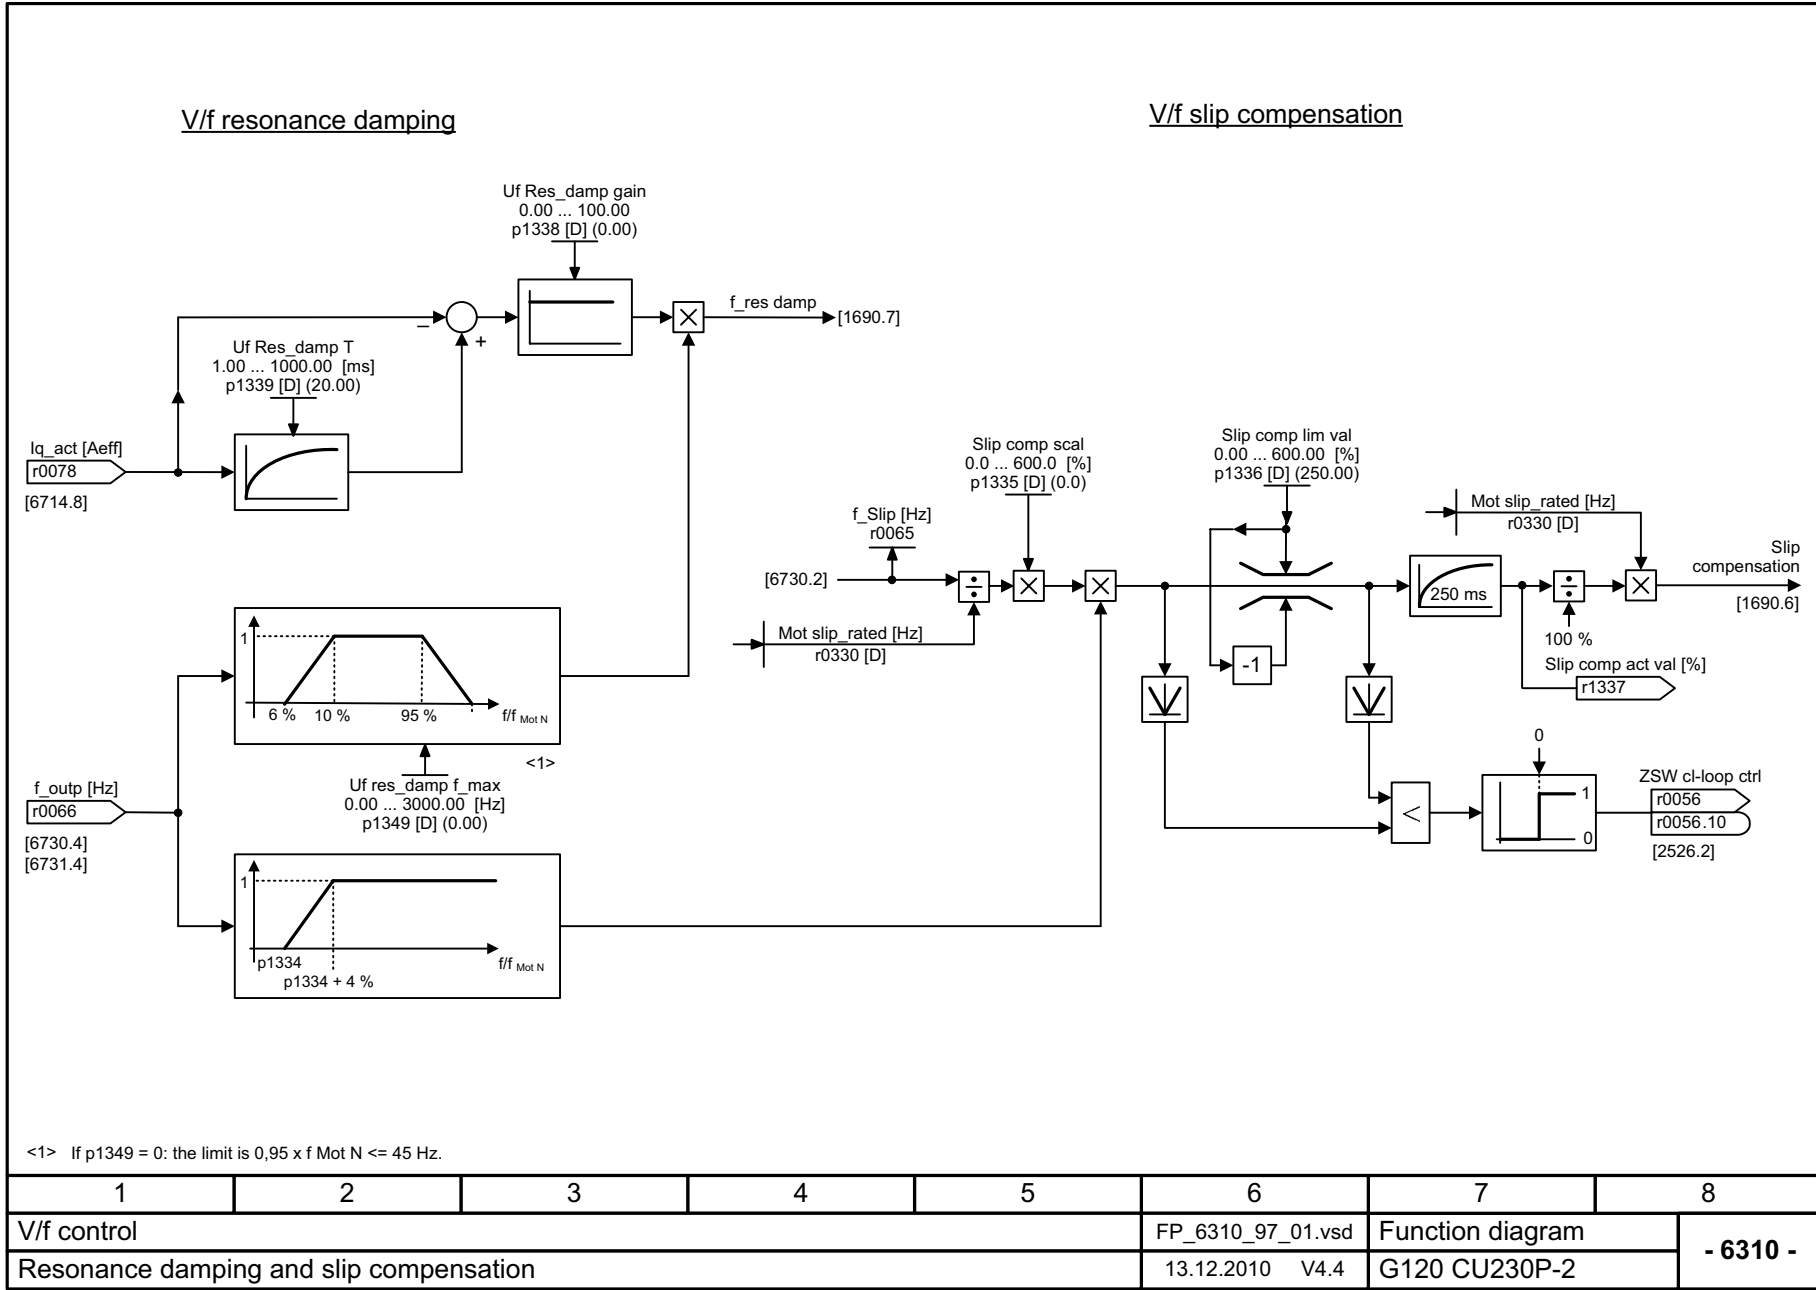 V/f resonance damping
V/f slip compensation
Uf Res_damp gain
0.00 ... 100.00
p1338 [D] (0.00)
f_res damp
[1690.7]
–
+
Uf Res_damp T
1.00 ... 1000.00 [ms]
p1339 [D] (20.00)
Iq_act [Aeff]
r0078
[6714.8]
Slip comp scal
0.0 ... 600.0 [%]
p1335 [D] (0.0)
Slip comp lim val
0.00 ... 600.00 [%]
p1336 [D] (250.00)
f_Slip [Hz]
r0065
[6730.2]
÷
×
×
Mot slip_rated [Hz]
r0330 [D]
-1
Mot slip_rated [Hz]
r0330 [D]
250 ms
÷
×
100 %
Slip
compensation
[1690.6]
Slip comp act val [%]
r1337
×
1
6 %
10 %
95 %
f/f Mot N
<1>
Uf res_damp f_max
0.00 ... 3000.00 [Hz]
p1349 [D] (0.00)
f_outp [Hz]
r0066
[6730.4]
[6731.4]
1
p1334
p1334 + 4 %
f/f Mot N
<
0
1
0
ZSW cl-loop ctrl
r0056
r0056.10
[2526.2]
<1> If p1349 = 0: the limit is 0,95 x f Mot N <= 45 Hz.
1 2 3 4 5 6 7 8
V/f control
FP_6310_97_01.vsd
Function diagram
- 6310 -
Resonance damping and slip compensation
13.12.2010 V4.4
G120 CU230P-2